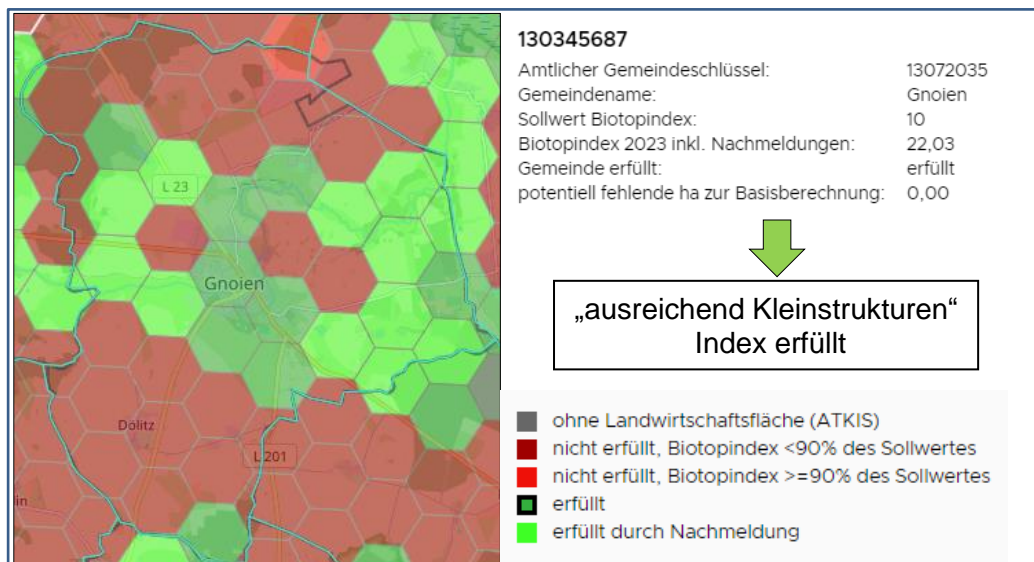 L 23
Gnoien
Dölitz
L 201
lin
130345687
Amtlicher Gemeindeschlüssel: 13072035
Gemeindename: Gnoien
Sollwert Biotopindex: 10
Biotopindex 2023 inkl. Nachmeldungen: 22,03
Gemeinde erfüllt: erfüllt
potentiell fehlende ha zur Basisberechnung: 0,00
„ausreichend Kleinstrukturen“
Index erfüllt
ohne Landwirtschaftsfläche (ATKIS)
nicht erfüllt, Biotopindex <90% des Sollwertes
nicht erfüllt, Biotopindex >=90% des Sollwertes
erfüllt
erfüllt durch Nachmeldung